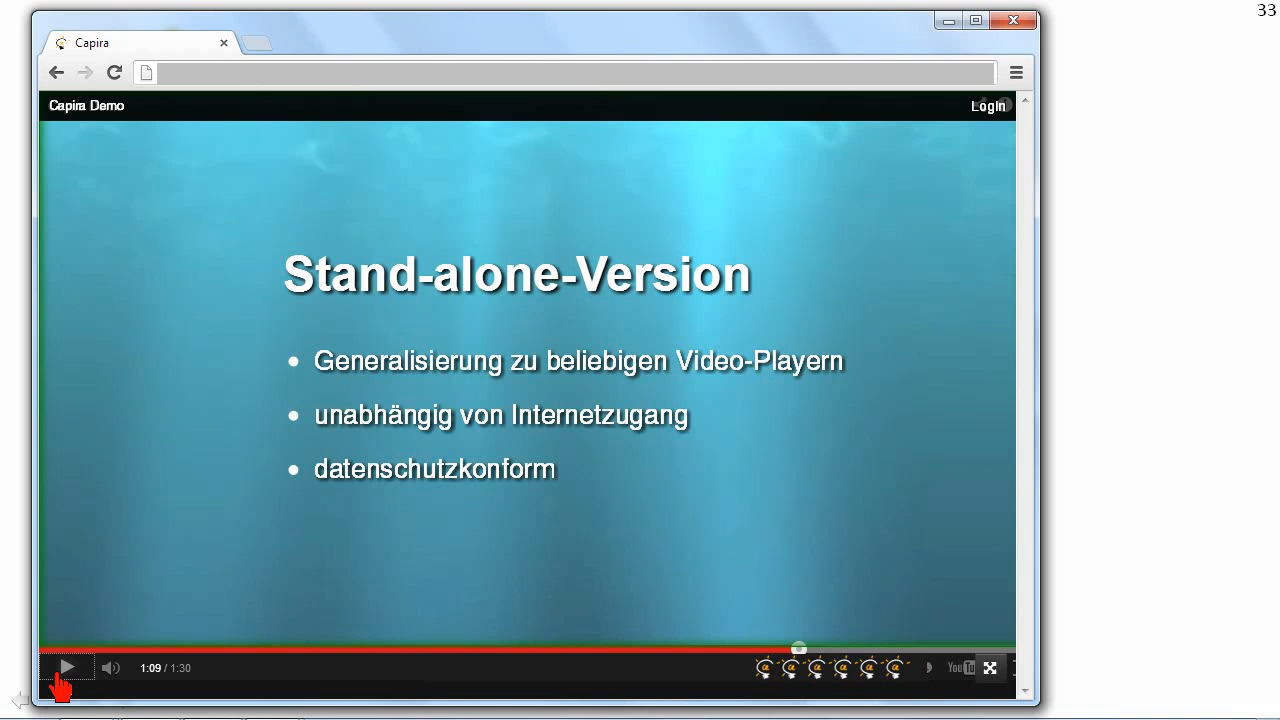 33
Capira
Capira Demo
Login
Stand-alone-Version
• Generalisierung zu beliebigen Video-Playern
• unabhängig von Internetzugang
• datenschutzkonform
1:09 / 1:30
YouTu